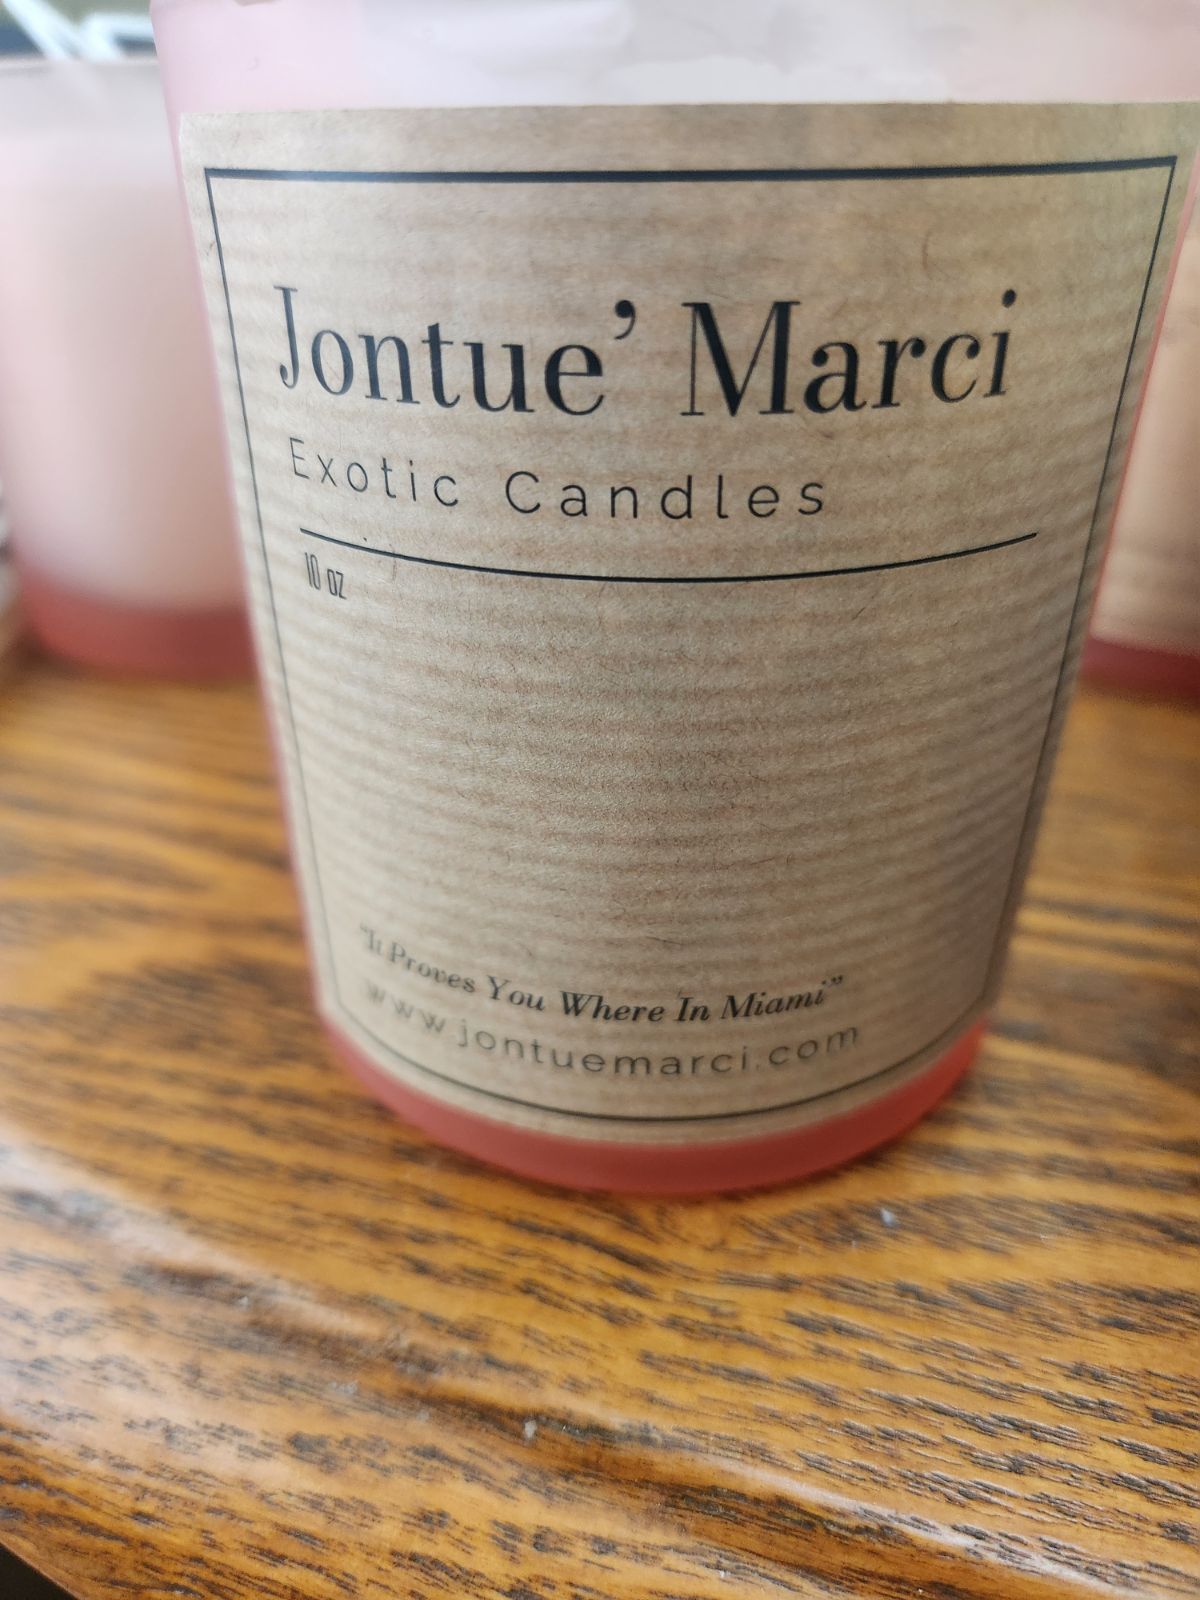 Jontue’ Marci
Exotic Candles
10 oz
“It Proves You Where In Miami”
www.jontuemarci.com